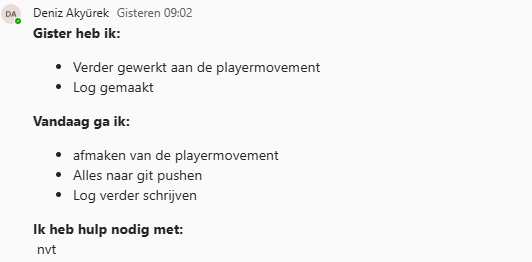 DA Deniz Akyürek Gisteren 09:02
Gister heb ik:
• Verder gewerkt aan de playermovement
• Log gemaakt
Vandaag ga ik:
• afmaken van de playermovement
• Alles naar git pushen
• Log verder schrijven
Ik heb hulp nodig met:
nvt